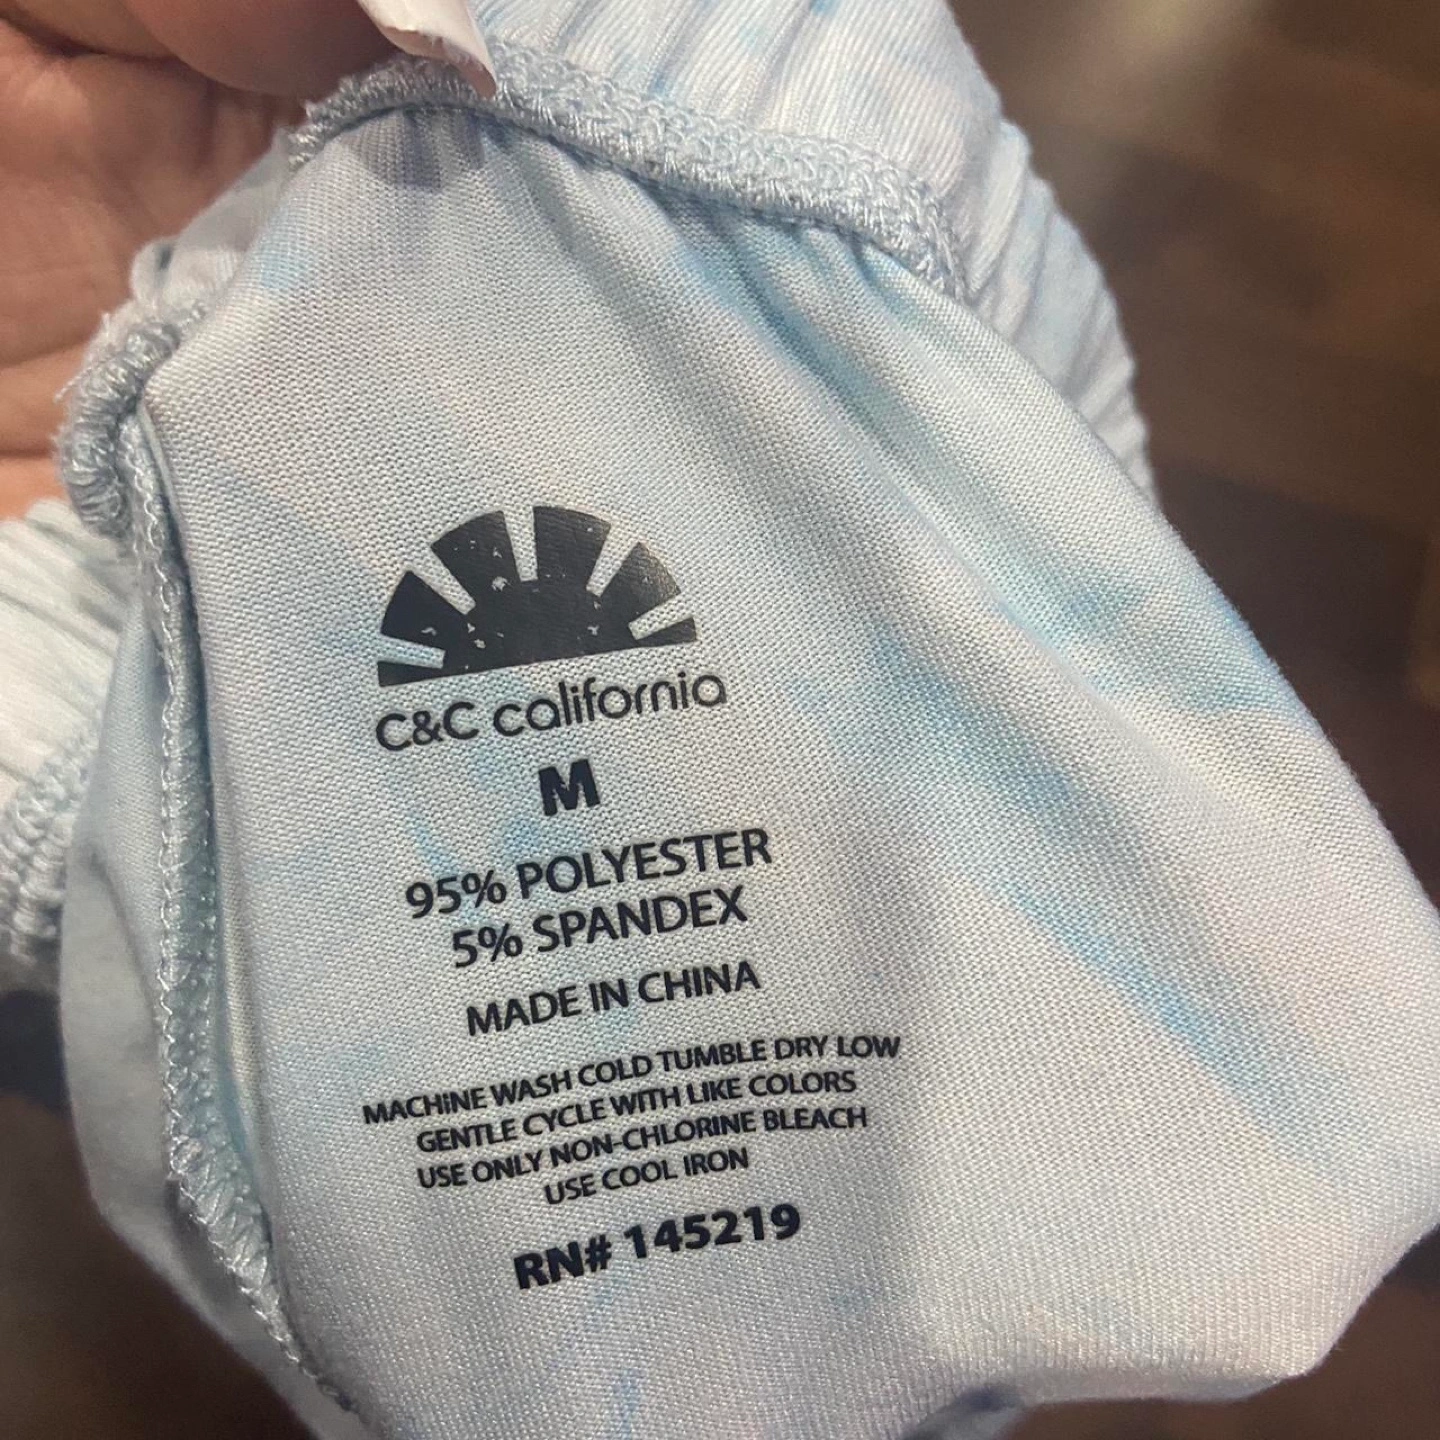 C&C california
M
95% POLYESTER
5% SPANDEX
MADE IN CHINA
MACHINE WASH COLD TUMBLE DRY LOW
GENTLE CYCLE WITH LIKE COLORS
USE ONLY NON-CHLORINE BLEACH
USE COOL IRON
RN# 145219